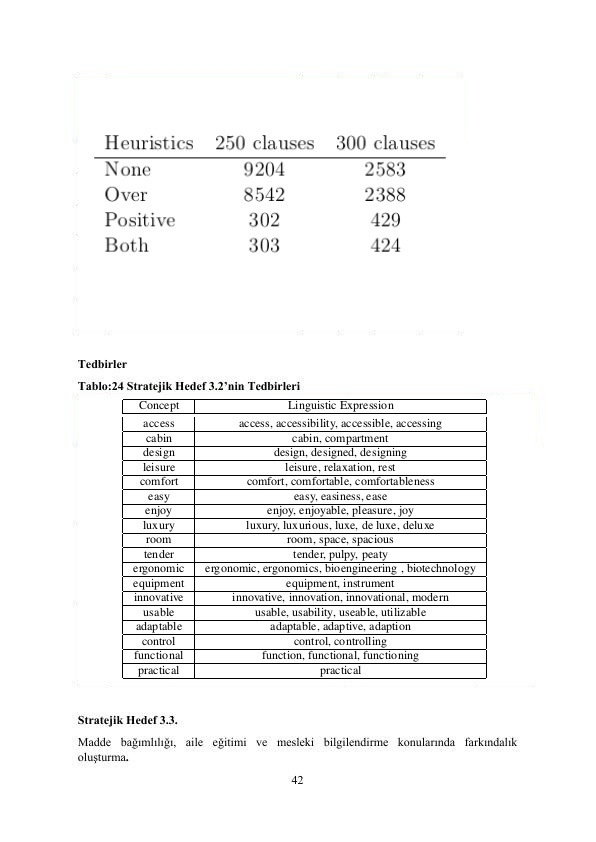 Heuristics 250 clauses 300 clauses
None 9204 2583
Over 8542 2388
Positive 302 429
Both 303 424
Tedbirler
Tablo:24 Stratejik Hedef 3.2’nin Tedbirleri
Concept Linguistic Expression
access access, accessibility, accessible, accessing
cabin cabin, compartment
design design, designed, designing
leisure leisure, relaxation, rest
comfort comfort, comfortable, comfortableness
easy easy, easiness, ease
enjoy enjoy, enjoyable, pleasure, joy
luxury luxury, luxurious, luxe, de luxe, deluxe
room room, space, spacious
tender tender, pulpy, peaty
ergonomic ergonomic, ergonomics, bioengineering , biotechnology
equipment equipment, instrument
innovative innovative, innovation, innovational, modern
usable usable, usability, useable, utilizable
adaptable adaptable, adaptive, adaption
control control, controlling
functional function, functional, functioning
practical practical
Stratejik Hedef 3.3.
Madde bağımlılığı, aile eğitimi ve mesleki bilgilendirme konularında farkındalık
oluşturma.
42